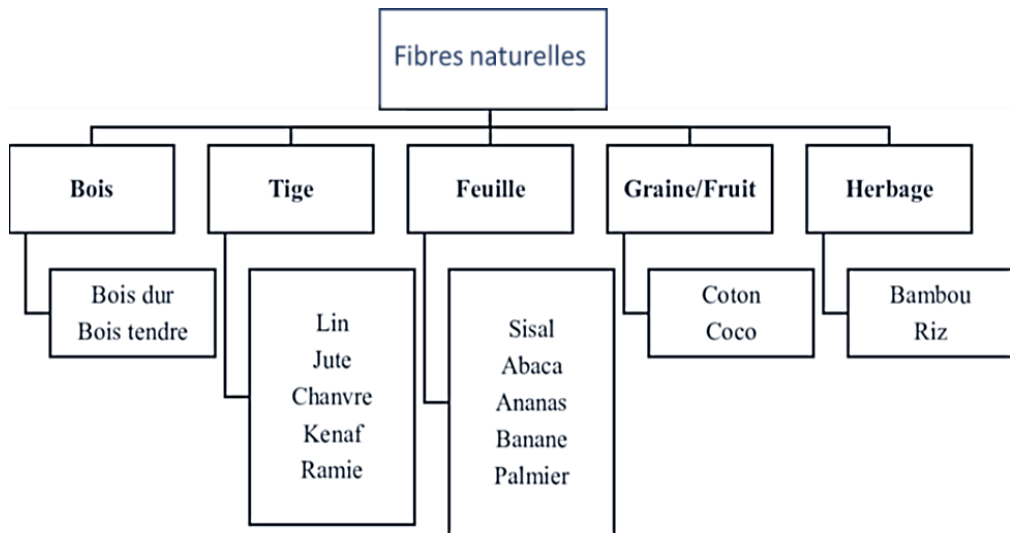 Fibres naturelles
Bois
Tige
Feuille
Graine/Fruit
Herbage
Bois dur
Bois tendre
Lin
Jute
Chanvre
Kenaf
Ramie
Sisal
Abaca
Ananas
Banane
Palmier
Coton
Coco
Bambou
Riz